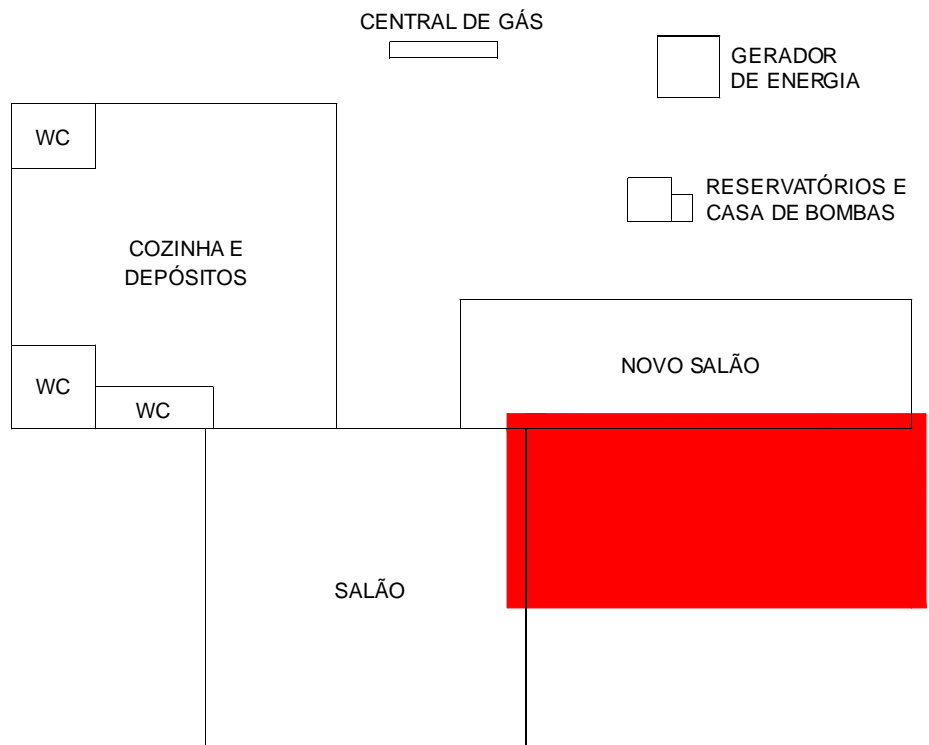 CENTRAL DE GÁS
GERADOR
DE ENERGIA
WC
RESERVATÓRIOS E
CASA DE BOMBAS
COZINHA E
DEPÓSITOS
NOVO SALÃO
WC
WC
SALÃO